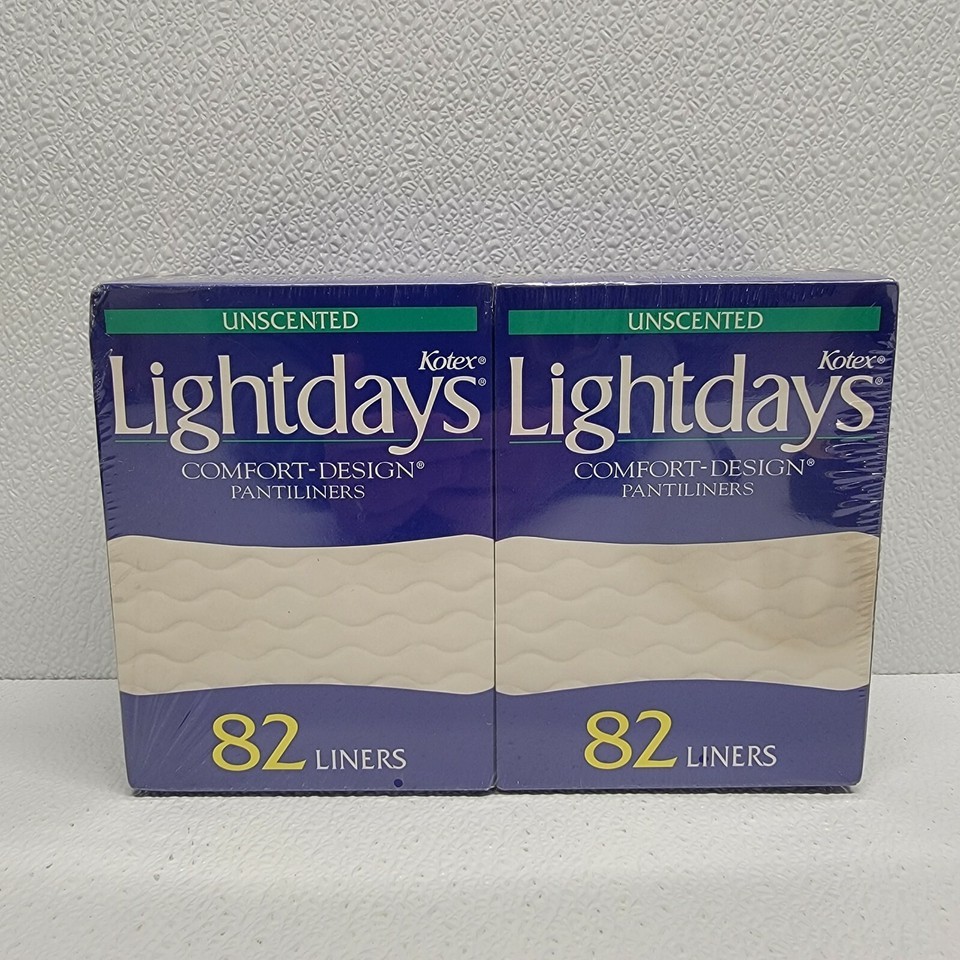 UNSCENTED
Kotex®
Lightdays®
COMFORT-DESIGN®
PANTILINERS
82 LINERS
UNSCENTED
Kotex®
Lightdays®
COMFORT-DESIGN®
PANTILINERS
82 LINERS